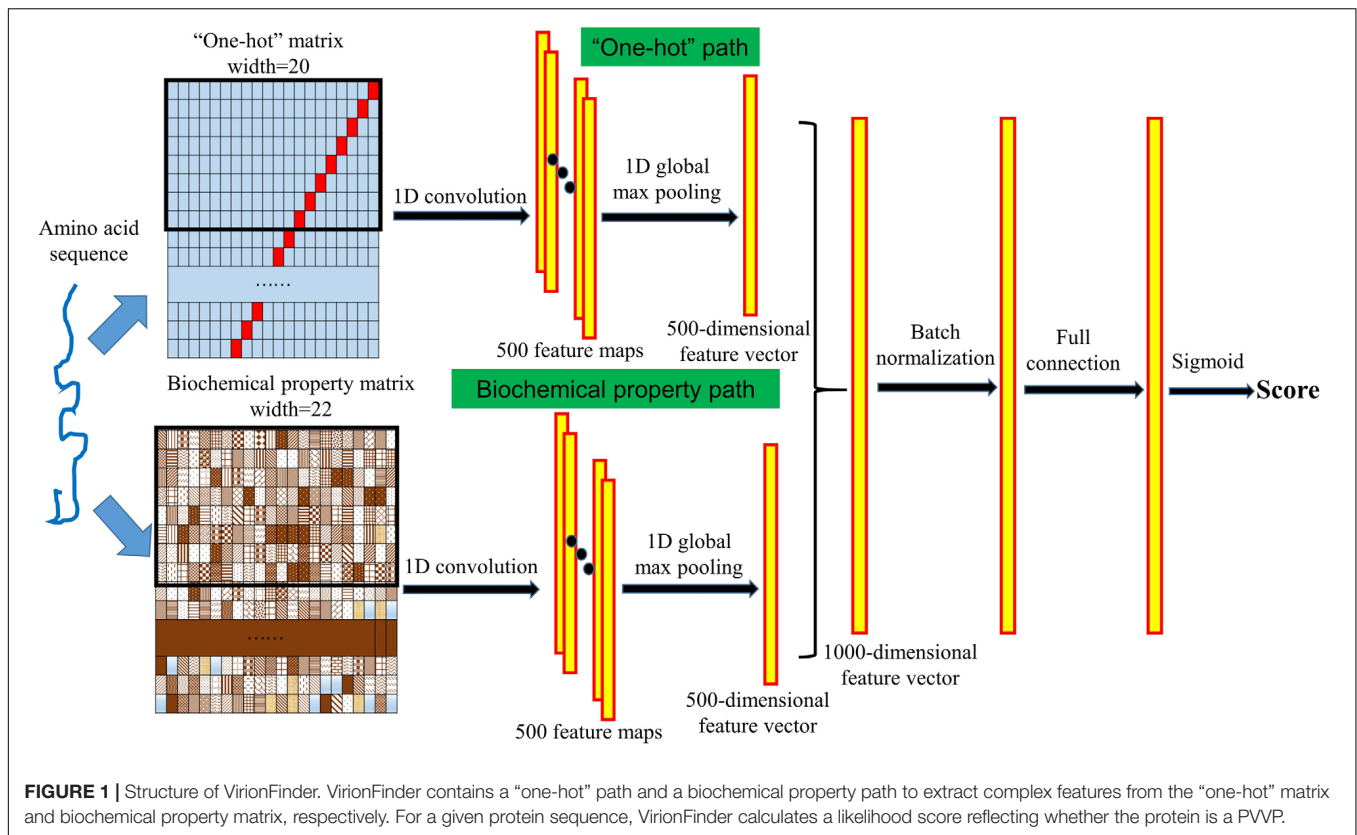 “One-hot” matrix
width=20
“One-hot” path
Amino acid
sequence
1D convolution
1D global
max pooling
……
500 feature maps
500-dimensional
feature vector
Biochemical property matrix
width=22
Biochemical property path
1D convolution
1D global
max pooling
……
500 feature maps
500-dimensional
feature vector
1000-dimensional
feature vector
Batch
normalization
Full
connection
Sigmoid
Score
FIGURE 1 | Structure of VirionFinder. VirionFinder contains a “one-hot” path and a biochemical property path to extract complex features from the “one-hot” matrix
and biochemical property matrix, respectively. For a given protein sequence, VirionFinder calculates a likelihood score reflecting whether the protein is a PVVP.